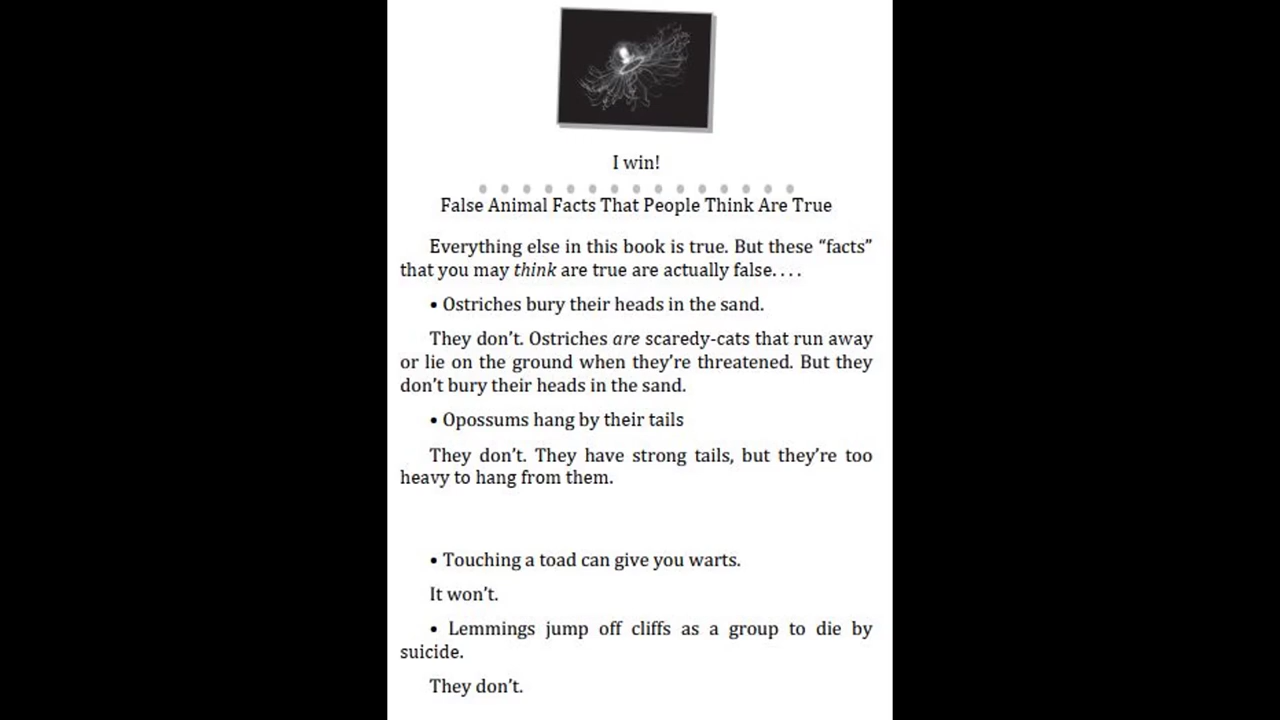 I win!
False Animal Facts That People Think Are True
Everything else in this book is true. But these “facts”
that you may think are true are actually false. . . .
• Ostriches bury their heads in the sand.
They don’t. Ostriches are scaredy-cats that run away
or lie on the ground when they’re threatened. But they
don’t bury their heads in the sand.
• Opossums hang by their tails
They don’t. They have strong tails, but they’re too
heavy to hang from them.
• Touching a toad can give you warts.
It won’t.
• Lemmings jump off cliffs as a group to die by
suicide.
They don’t.